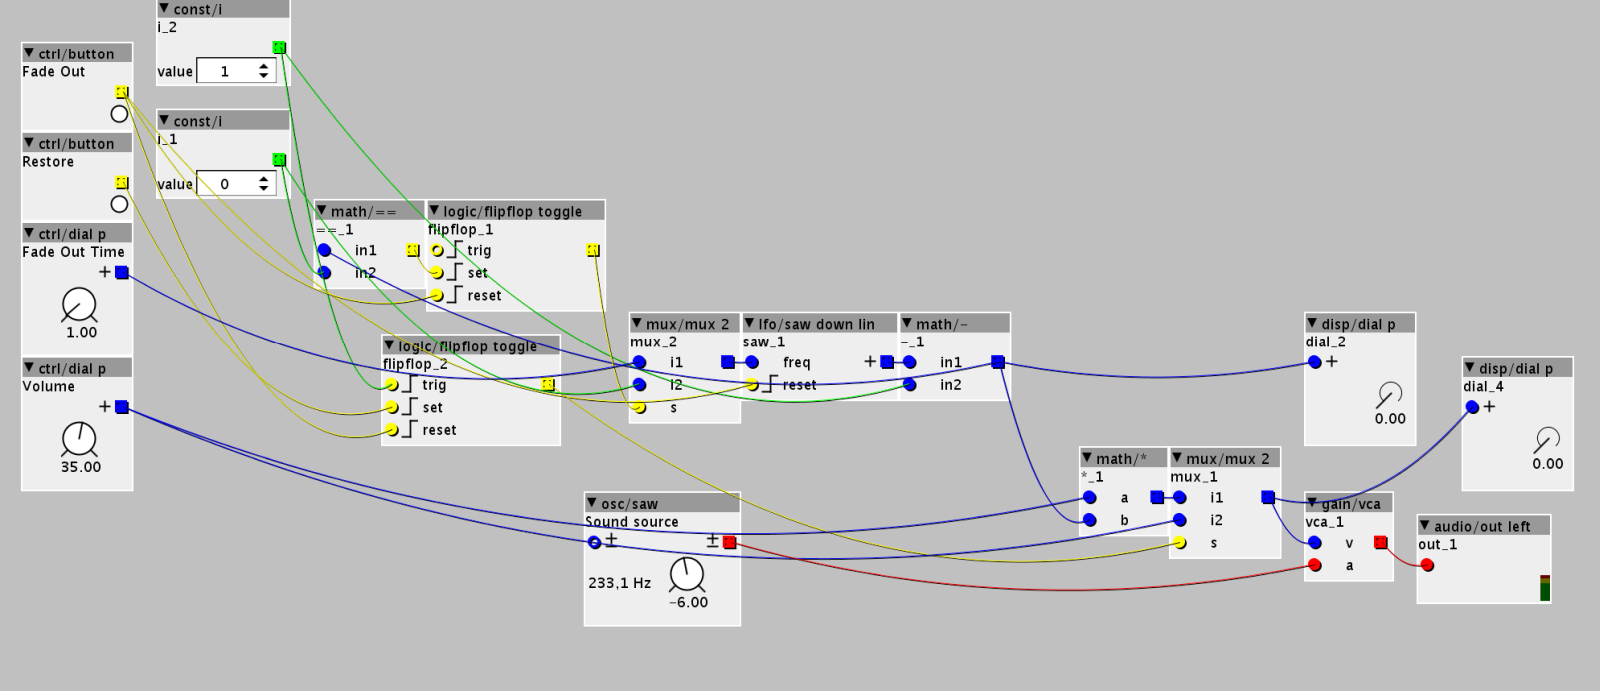 const/i
i_2
value 1
ctrl/button
Fade Out
const/i
i_1
value 0
ctrl/button
Restore
math/==
==_1
in1
in2
logic/flipflop toggle
flipflop_1
trig
set
reset
ctrl/dial p
Fade Out Time
+
1.00
logic/flipflop toggle
flipflop_2
trig
set
reset
mux/mux 2
mux_2
i1
i2
s
lfo/saw down lin
saw_1
freq +
reset
math/-
-_1
in1
in2
disp/dial p
dial_2
+
0.00
ctrl/dial p
Volume
+
35.00
disp/dial p
dial_4
+
0.00
math/*
*_1
a
b
mux/mux 2
mux_1
i1
i2
s
osc/saw
Sound source
± ±
233,1 Hz
-6.00
gain/vca
vca_1
v
a
audio/out left
out_1